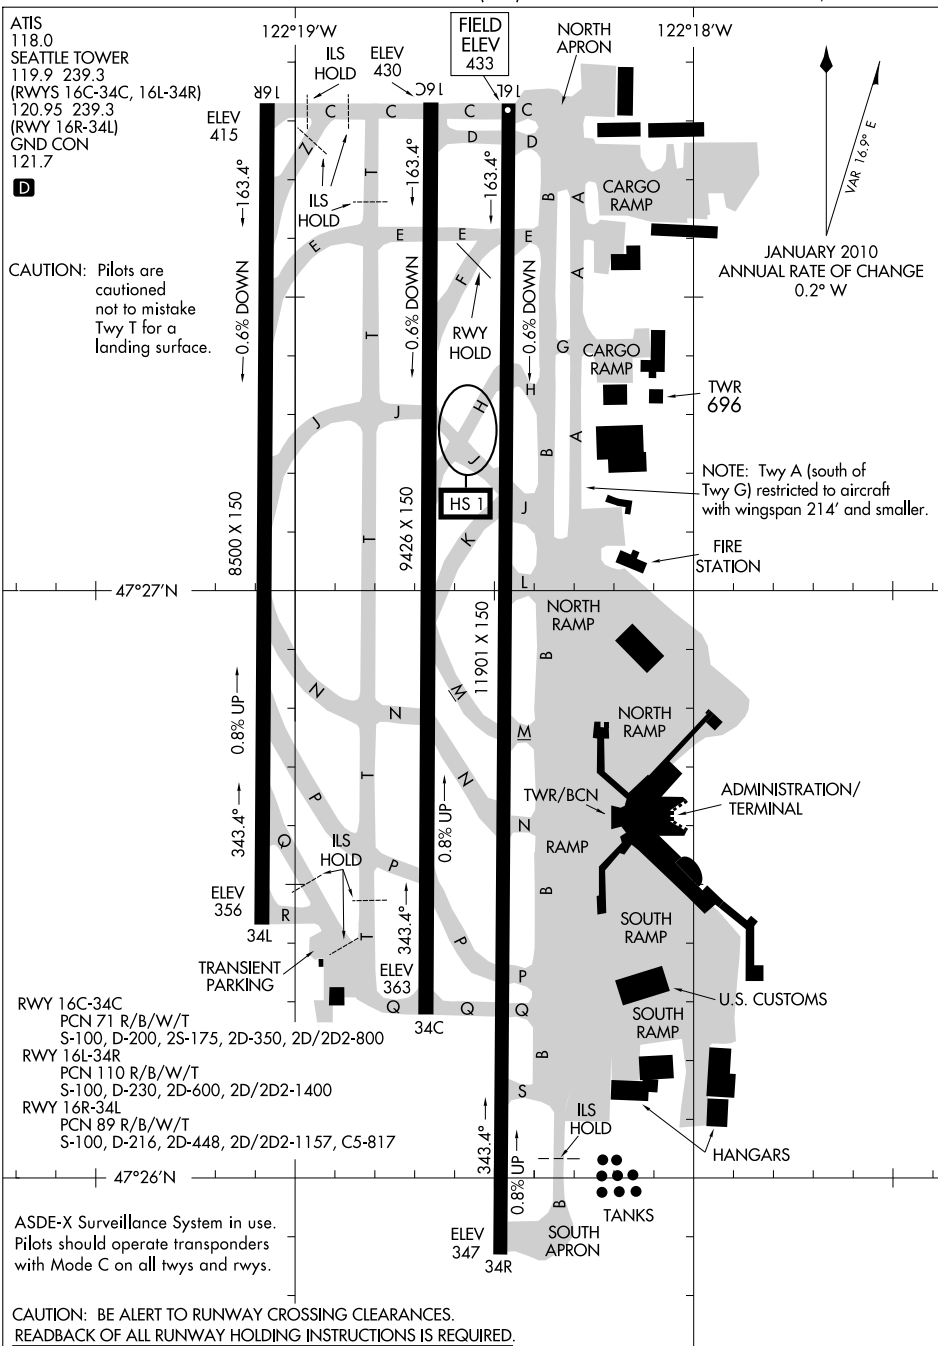 ATIS
118.0
SEATTLE TOWER
119.9 239.3
(RWYS 16C-34C, 16L-34R)
120.95 239.3
(RWY 16R-34L)
GND CON
121.7
D
CAUTION: Pilots are
cautioned
not to mistake
Twy T for a
landing surface.
122°19'W
122°18'W
ILS
HOLD
ELEV
430
FIELD
ELEV
433
NORTH
APRON
VAR 16.9° E
JANUARY 2010
ANNUAL RATE OF CHANGE
0.2° W
16R
16C
16L
ELEV
415
C
C
C
C
D
D
Z
T
163.4°
163.4°
163.4°
ILS
HOLD
B
A
CARGO
RAMP
E
E
E
E
F
A
0.6% DOWN
0.6% DOWN
0.6% DOWN
RWY
HOLD
T
G
CARGO
RAMP
TWR
696
H
H
J
J
J
J
A
B
HS 1
K
NOTE: Twy A (south of
Twy G) restricted to aircraft
with wingspan 214' and smaller.
8500 X 150
9426 X 150
11901 X 150
T
L
FIRE
STATION
47°27'N
NORTH
RAMP
B
0.8% UP
N
N
M
M
NORTH
RAMP
343.4°
T
P
N
N
0.8% UP
TWR/BCN
ADMINISTRATION/
TERMINAL
RAMP
Q
ILS
HOLD
P
B
ELEV
356
R
34L
343.4°
T
P
P
SOUTH
RAMP
TRANSIENT
PARKING
ELEV
363
Q
Q
Q
34C
U.S. CUSTOMS
SOUTH
RAMP
B
RWY 16C-34C
PCN 71 R/B/W/T
S-100, D-200, 2S-175, 2D-350, 2D/2D2-800
RWY 16L-34R
PCN 110 R/B/W/T
S-100, D-230, 2D-600, 2D/2D2-1400
RWY 16R-34L
PCN 89 R/B/W/T
S-100, D-216, 2D-448, 2D/2D2-1157, C5-817
S
ILS
HOLD
343.4°
0.8% UP
HANGARS
47°26'N
B
TANKS
ELEV
347
34R
SOUTH
APRON
ASDE-X Surveillance System in use.
Pilots should operate transponders
with Mode C on all twys and rwys.
CAUTION: BE ALERT TO RUNWAY CROSSING CLEARANCES.
READBACK OF ALL RUNWAY HOLDING INSTRUCTIONS IS REQUIRED.